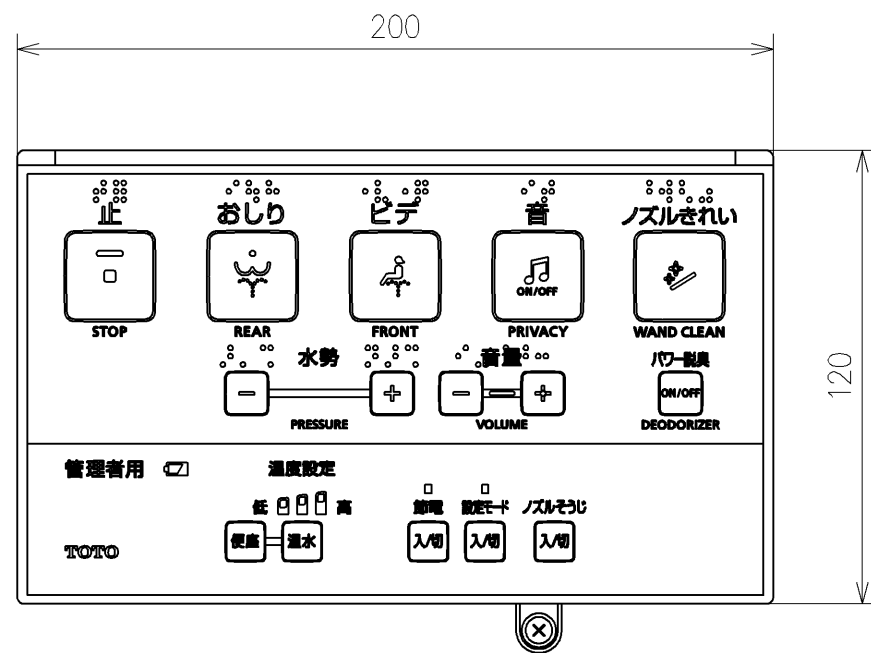 200
止 おしり ビデ 音 ノズルきれい
ON/OFF
STOP REAR FRONT PRIVACY WAND CLEAN
水勢 音量 パワー脱臭
− + − + ON/OFF
PRESSURE VOLUME DEODORIZER
120
管理者用 温度設定
低 高 節電 設定モード ノズルそうじ
便座 温水 入/切 入/切 入/切
TOTO